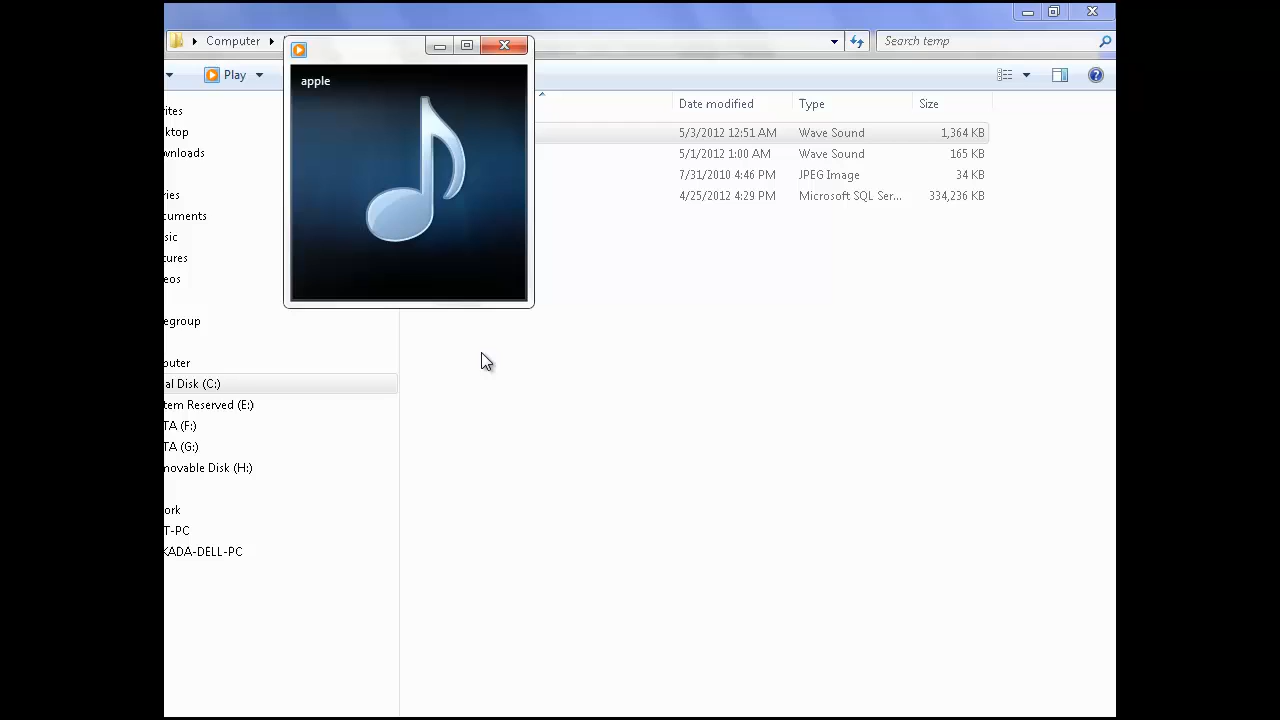 Computer
Search temp
Play
apple
Date modified
Type
Size
5/3/2012 12:51 AM
Wave Sound
1,364 KB
5/1/2012 1:00 AM
Wave Sound
165 KB
7/31/2010 4:46 PM
JPEG Image
34 KB
4/25/2012 4:29 PM
Microsoft SQL Ser...
334,236 KB
rites
ktop
wnloads
ries
cuments
sic
tures
eos
egroup
puter
al Disk (C:)
tem Reserved (E:)
TA (F:)
TA (G:)
movable Disk (H:)
ork
T-PC
KADA-DELL-PC